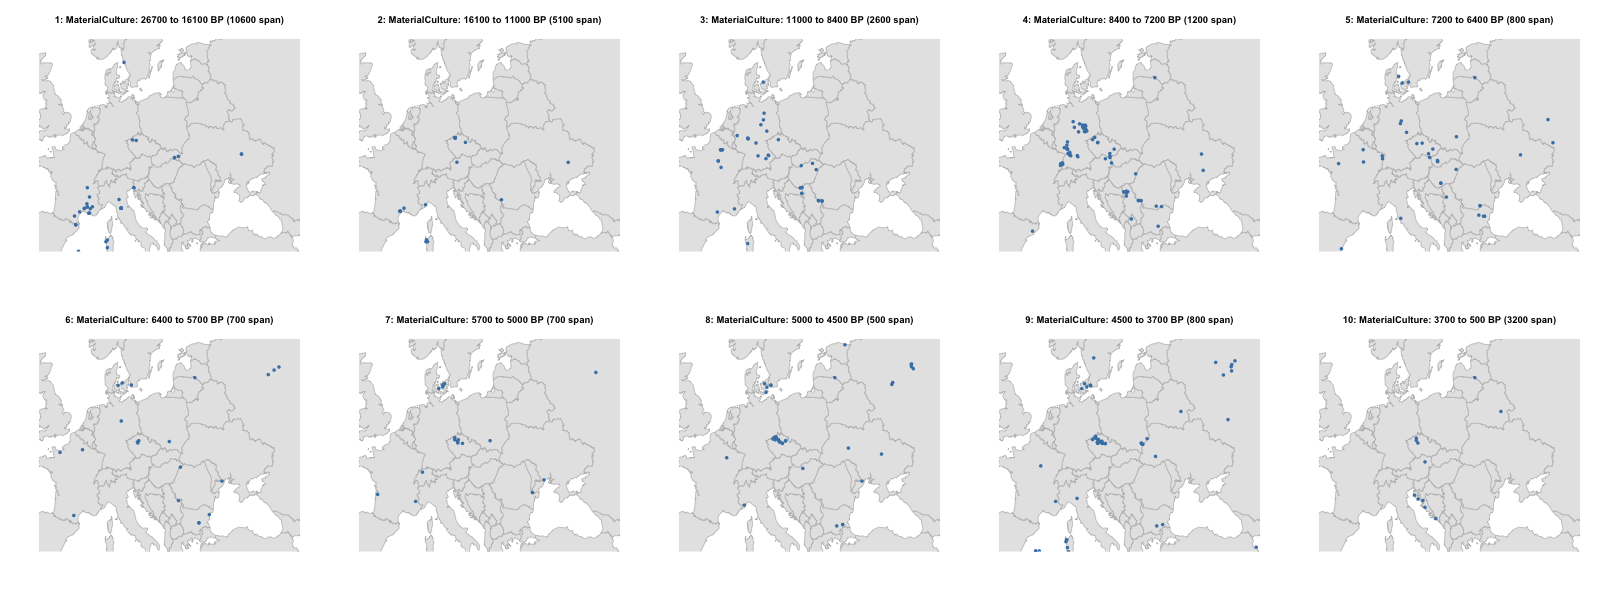 1: MaterialCulture: 26700 to 16100 BP (10600 span)
2: MaterialCulture: 16100 to 11000 BP (5100 span)
3: MaterialCulture: 11000 to 8400 BP (2600 span)
4: MaterialCulture: 8400 to 7200 BP (1200 span)
5: MaterialCulture: 7200 to 6400 BP (800 span)
6: MaterialCulture: 6400 to 5700 BP (700 span)
7: MaterialCulture: 5700 to 5000 BP (700 span)
8: MaterialCulture: 5000 to 4500 BP (500 span)
9: MaterialCulture: 4500 to 3700 BP (800 span)
10: MaterialCulture: 3700 to 500 BP (3200 span)